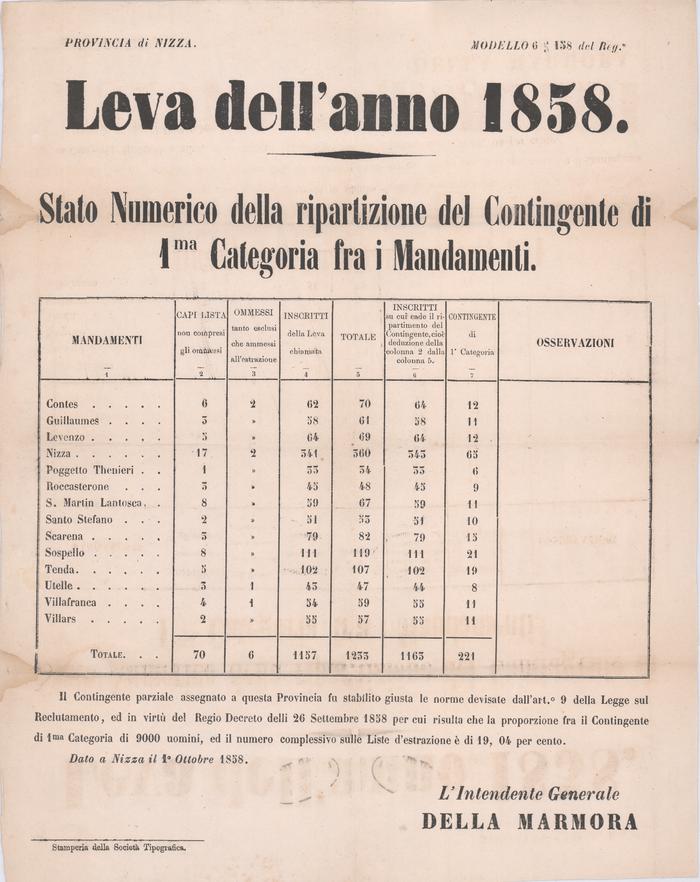 PROVINCIA di NIZZA.
MODELLO 6 § 158 del Reg.º
Leva dell'anno 1858.
Stato Numerico della ripartizione del Contingente di
1ma Categoria fra i Mandamenti.
MANDAMENTI
1
CAPI LISTA
non compresi
gli ommessi
2
OMMESSI
tanto esclusi
che ammessi
all'estrazione
3
INSCRITTI
della Leva
chiamata
4
TOTALE
5
INSCRITTI
su cui cade il ri-
partimento del
Contingente,cioè
deduzione della
colonna 2 dalla
colonna 5.
6
CONTINGENTE
di
1ª Categoria
7
OSSERVAZIONI
Contes . . . . . 6 2 62 70 64 12
Guillaumes . . . . 3 » 58 61 58 11
Levenzo . . . . . 5 » 64 69 64 12
Nizza . . . . . . 17 2 341 360 343 65
Poggetto Thenieri . . 1 » 33 34 33 6
Roccasterone . . . 3 » 45 48 45 9
S. Martin Lantosca. . 8 » 59 67 59 11
Santo Stefano . . . 2 » 51 53 51 10
Scarena . . . . . 3 » 79 82 79 15
Sospello . . . . . 8 » 111 119 111 21
Tenda. . . . . . 5 » 102 107 102 19
Utelle . . . . . 3 1 43 47 44 8
Villafranca . . . . 4 1 54 59 55 11
Villars . . . . . 2 » 55 57 55 11
TOTALE. . . 70 6 1157 1233 1163 221
Il Contingente parziale assegnato a questa Provincia fu stabilito giusta le norme devisate dall'art.º 9 della Legge sul
Reclutamento, ed in virtù del Regio Decreto delli 26 Settembre 1858 per cui risulta che la proporzione fra il Contingente
di 1ma Categoria di 9000 uomini, ed il numero complessivo sulle Liste d'estrazione è di 19, 04 per cento.
Dato a Nizza il 1º Ottobre 1858.
L'Intendente Generale
DELLA MARMORA
Stamperia della Società Tipografica.